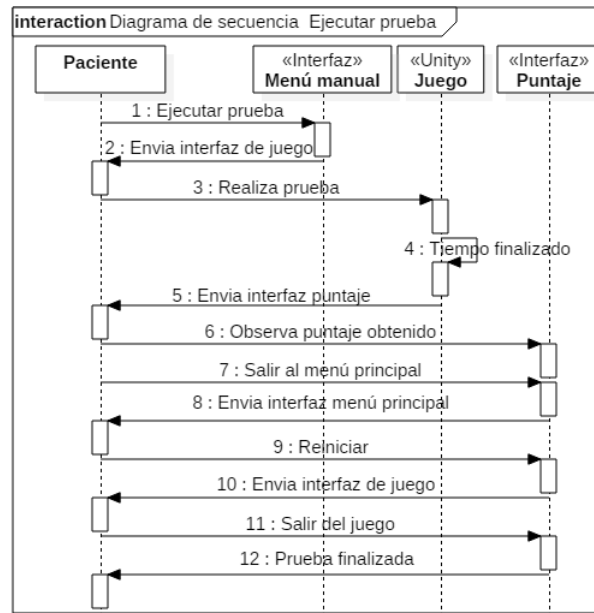 interaction Diagrama de secuencia Ejecutar prueba
Paciente
«Interfaz»
Menú manual
«Unity»
Juego
«Interfaz»
Puntaje
1 : Ejecutar prueba
2 : Envia interfaz de juego
3 : Realiza prueba
4 : Tiempo finalizado
5 : Envia interfaz puntaje
6 : Observa puntaje obtenido
7 : Salir al menú principal
8 : Envia interfaz menú principal
9 : Reiniciar
10 : Envia interfaz de juego
11 : Salir del juego
12 : Prueba finalizada